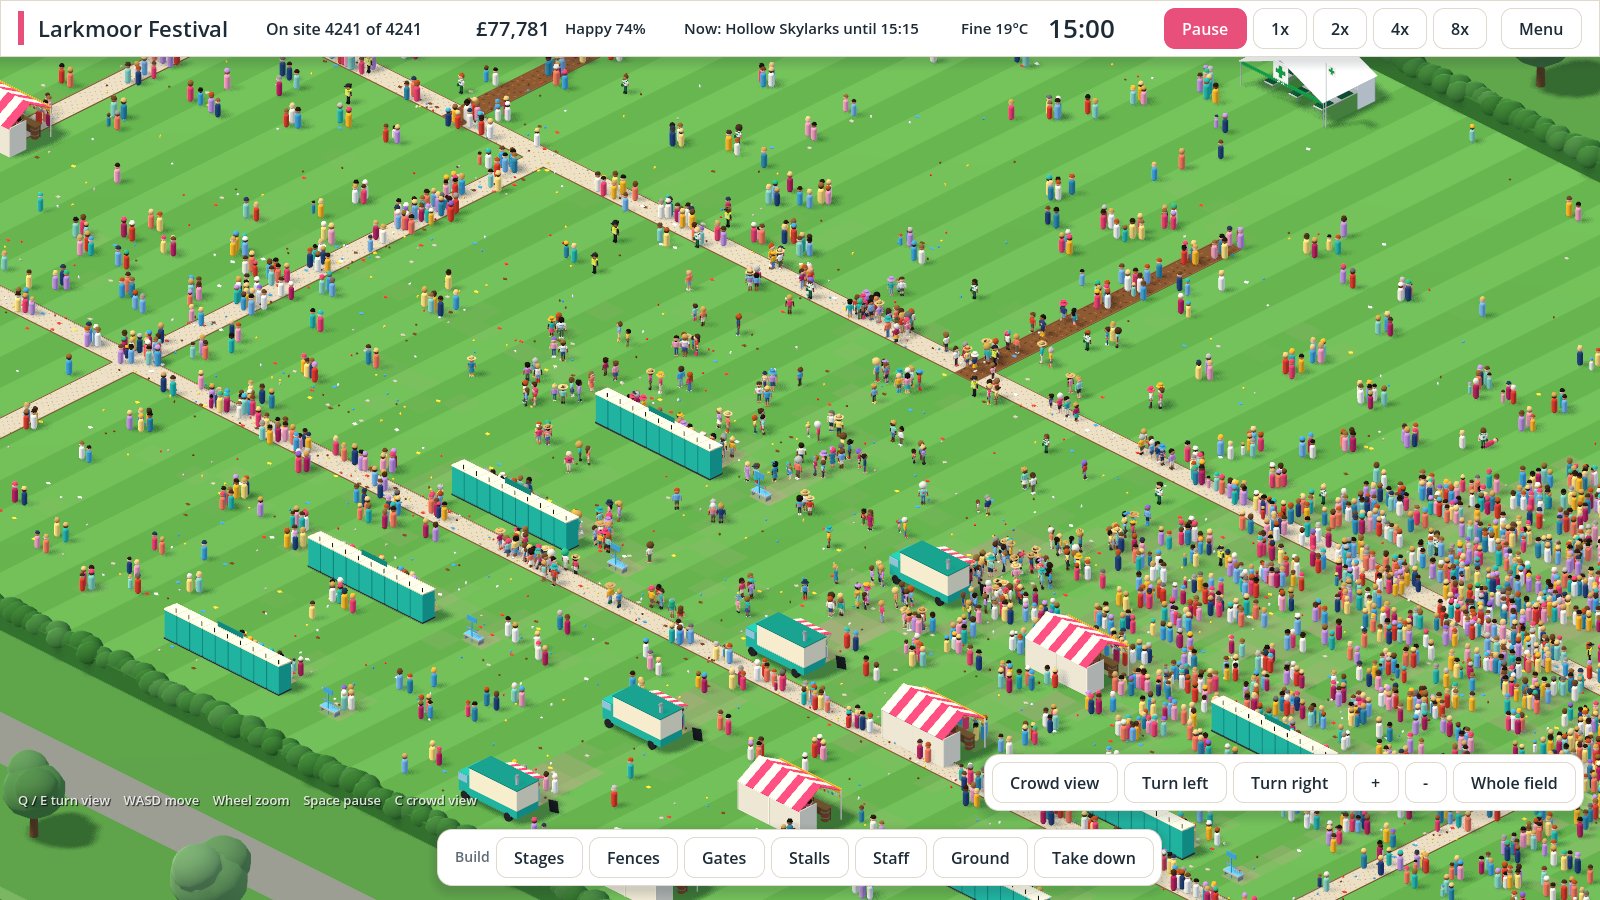 Larkmoor Festival On site 4241 of 4241 £77,781 Happy 74% Now: Hollow Skylarks until 15:15 Fine 19°C 15:00 Pause 1x 2x 4x 8x Menu
Crowd view Turn left Turn right + - Whole field
Q / E turn view WASD move Wheel zoom Space pause C crowd view
Build Stages Fences Gates Stalls Staff Ground Take down